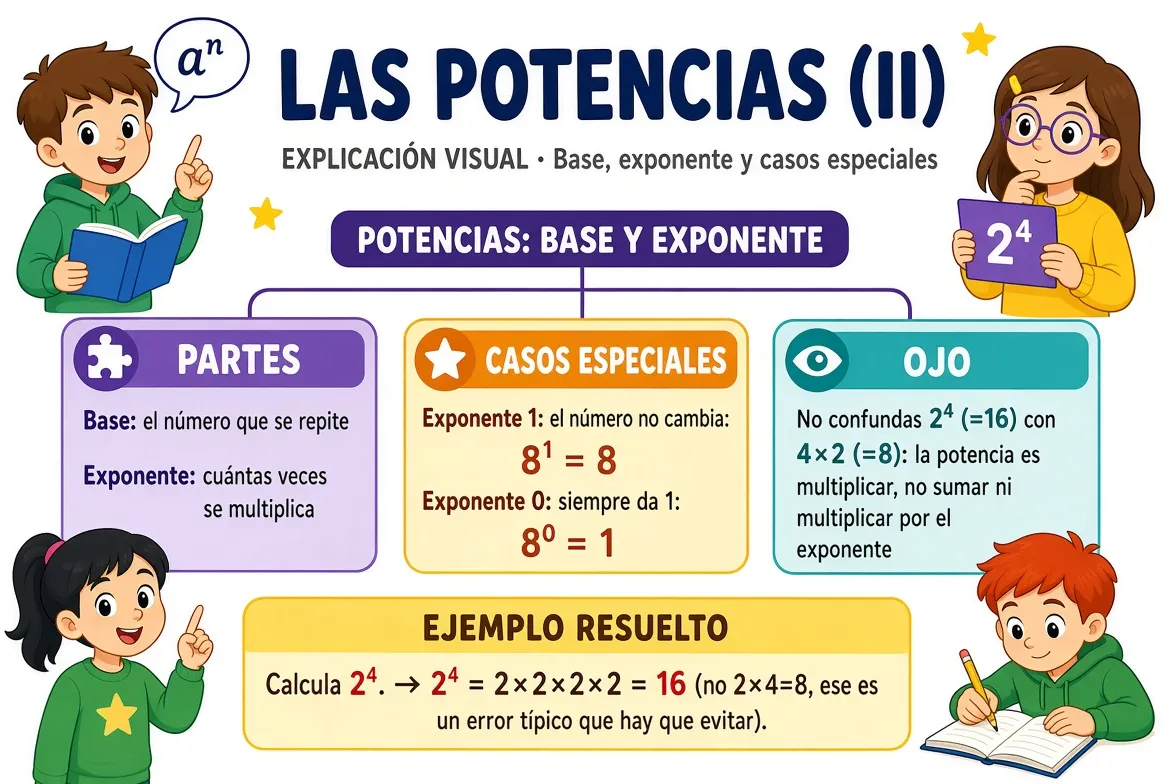 aⁿ
LAS POTENCIAS (II)
EXPLICACIÓN VISUAL · Base, exponente y casos especiales
2⁴
POTENCIAS: BASE Y EXPONENTE
PARTES
Base: el número que se repite
Exponente: cuántas veces
se multiplica
CASOS ESPECIALES
Exponente 1: el número no cambia:
8¹ = 8
Exponente 0: siempre da 1:
8⁰ = 1
OJO
No confundas 2⁴ (=16) con
4×2 (=8): la potencia es
multiplicar, no sumar ni
multiplicar por el
exponente
EJEMPLO RESUELTO
Calcula 2⁴. → 2⁴ = 2×2×2×2 = 16 (no 2×4=8, ese es
un error típico que hay que evitar).